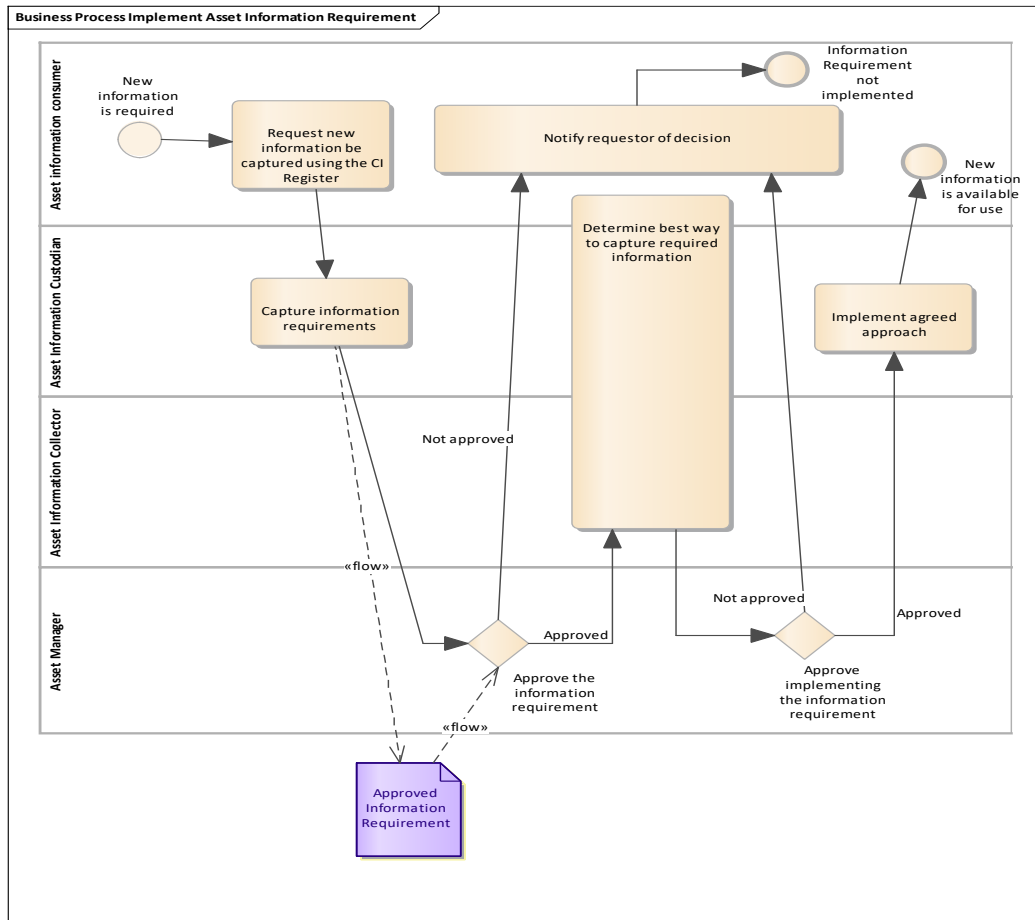 Business Process Implement Asset Information Requirement
Asset information consumer
New
information
is required
Request new
information be
captured using the CI
Register
Notify requestor of decision
Information
Requirement
not
implemented
New
information
is available
for use
Asset Information Custodian
Capture information
requirements
Determine best way
to capture required
information
Implement agreed
approach
Asset Information Collector
Not approved
«flow»
Asset Manager
Approved
Approve the
information
requirement
Not approved
Approved
Approve
implementing
the information
requirement
«flow»
Approved
Information
Requirement